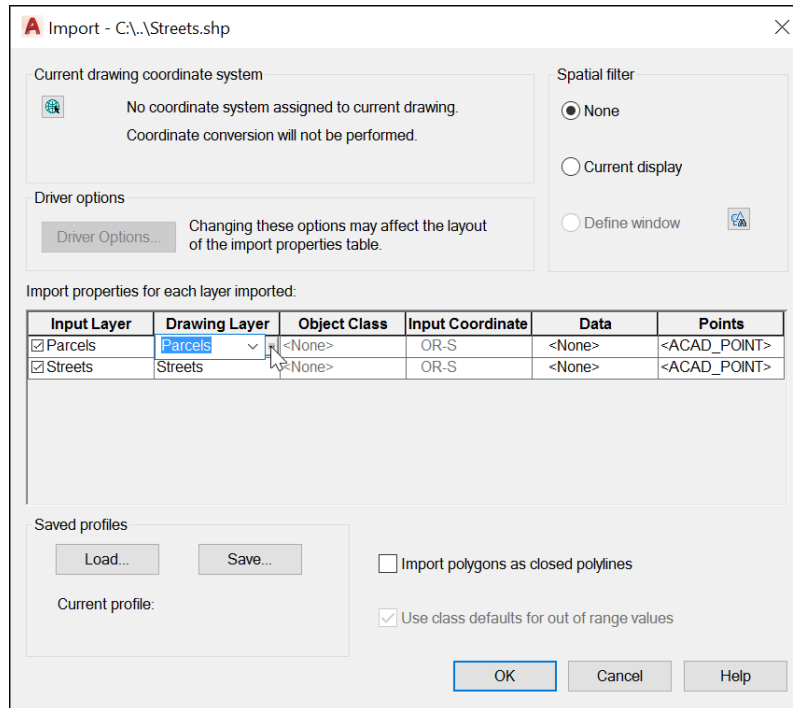 Import - C:\..\Streets.shp
Current drawing coordinate system
No coordinate system assigned to current drawing.
Coordinate conversion will not be performed.
Spatial filter
None
Current display
Define window
Driver options
Driver Options...
Changing these options may affect the layout
of the import properties table.
Import properties for each layer imported:
Input Layer Drawing Layer Object Class Input Coordinate Data Points
Parcels Parcels <None> OR-S <None> <ACAD_POINT>
Streets Streets <None> OR-S <None> <ACAD_POINT>
Saved profiles
Load... Save...
Current profile:
Import polygons as closed polylines
Use class defaults for out of range values
OK Cancel Help